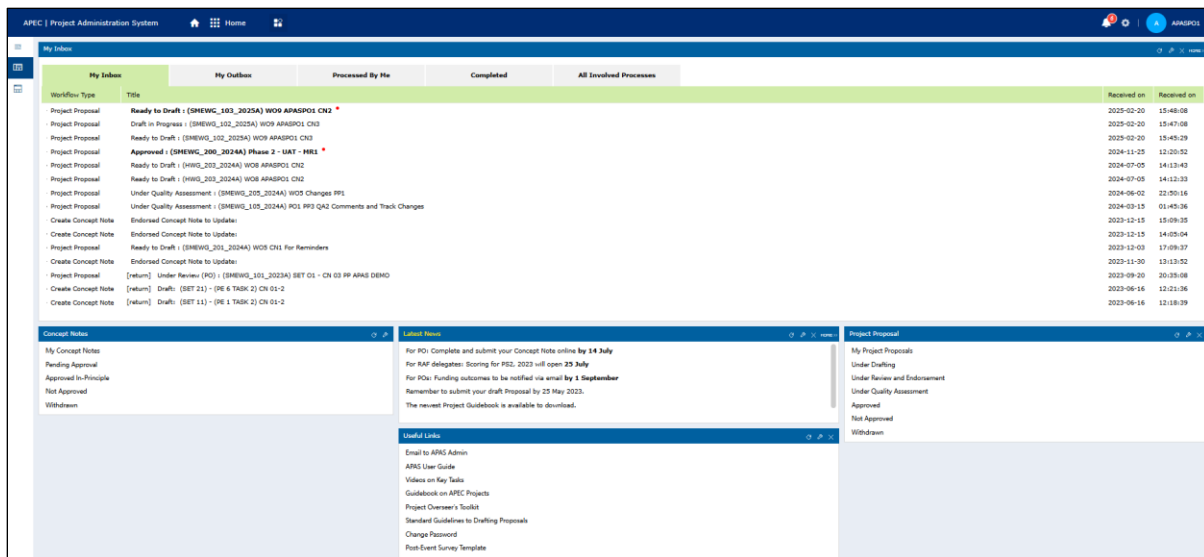 APEC | Project Administration System Home 8 A APASPO1
My Inbox HOME
My Inbox My Outbox Processed By Me Completed All Involved Processes
Workflow Type Title Received on Received on
Project Proposal Ready to Draft : (SMEWG_103_2025A) WO9 APASPO1 CN2 * 2025-02-20 15:48:08
Project Proposal Draft in Progress : (SMEWG_102_2025A) WO9 APASPO1 CN3 2025-02-20 15:47:08
Project Proposal Ready to Draft : (SMEWG_102_2025A) WO9 APASPO1 CN3 2025-02-20 15:45:29
Project Proposal Approved : (SMEWG_200_2024A) Phase 2 - UAT - MR1 * 2024-11-25 12:20:52
Project Proposal Ready to Draft : (HWG_203_2024A) WO8 APASPO1 CN2 2024-07-05 14:13:43
Project Proposal Ready to Draft : (HWG_203_2024A) WO8 APASPO1 CN2 2024-07-05 14:12:33
Project Proposal Under Quality Assessment : (SMEWG_205_2024A) WO5 Changes PP1 2024-06-02 22:50:16
Project Proposal Under Quality Assessment : (SMEWG_105_2024A) PO1 PP3 QA2 Comments and Track Changes 2024-03-15 01:45:36
Create Concept Note Endorsed Concept Note to Update: 2023-12-15 15:09:35
Create Concept Note Endorsed Concept Note to Update: 2023-12-15 14:05:04
Project Proposal Ready to Draft : (SMEWG_201_2024A) WO5 CN1 For Reminders 2023-12-03 17:09:37
Create Concept Note Endorsed Concept Note to Update: 2023-11-30 13:13:52
Project Proposal [return] Under Review (PO) : (SMEWG_101_2023A) SET 01 - CN 03 PP APAS DEMO 2023-09-20 20:35:08
Create Concept Note [return] Draft: (SET 21) - (PE 6 TASK 2) CN 01-2 2023-06-16 12:21:36
Create Concept Note [return] Draft: (SET 11) - (PE 1 TASK 2) CN 01-2 2023-06-16 12:18:39
Concept Notes
My Concept Notes
Pending Approval
Approved In-Principle
Not Approved
Withdrawn
Latest News HOME
For PO: Complete and submit your Concept Note online by 14 July
For RAF delegates: Scoring for PS2, 2023 will open 25 July
For POs: Funding outcomes to be notified via email by 1 September
Remember to submit your draft Proposal by 25 May 2023.
The newest Project Guidebook is available to download.
Project Proposal
My Project Proposals
Under Drafting
Under Review and Endorsement
Under Quality Assessment
Approved
Not Approved
Withdrawn
Useful Links
Email to APAS Admin
APAS User Guide
Videos on Key Tasks
Guidebook on APEC Projects
Project Overseer's Toolkit
Standard Guidelines to Drafting Proposals
Change Password
Post-Event Survey Template